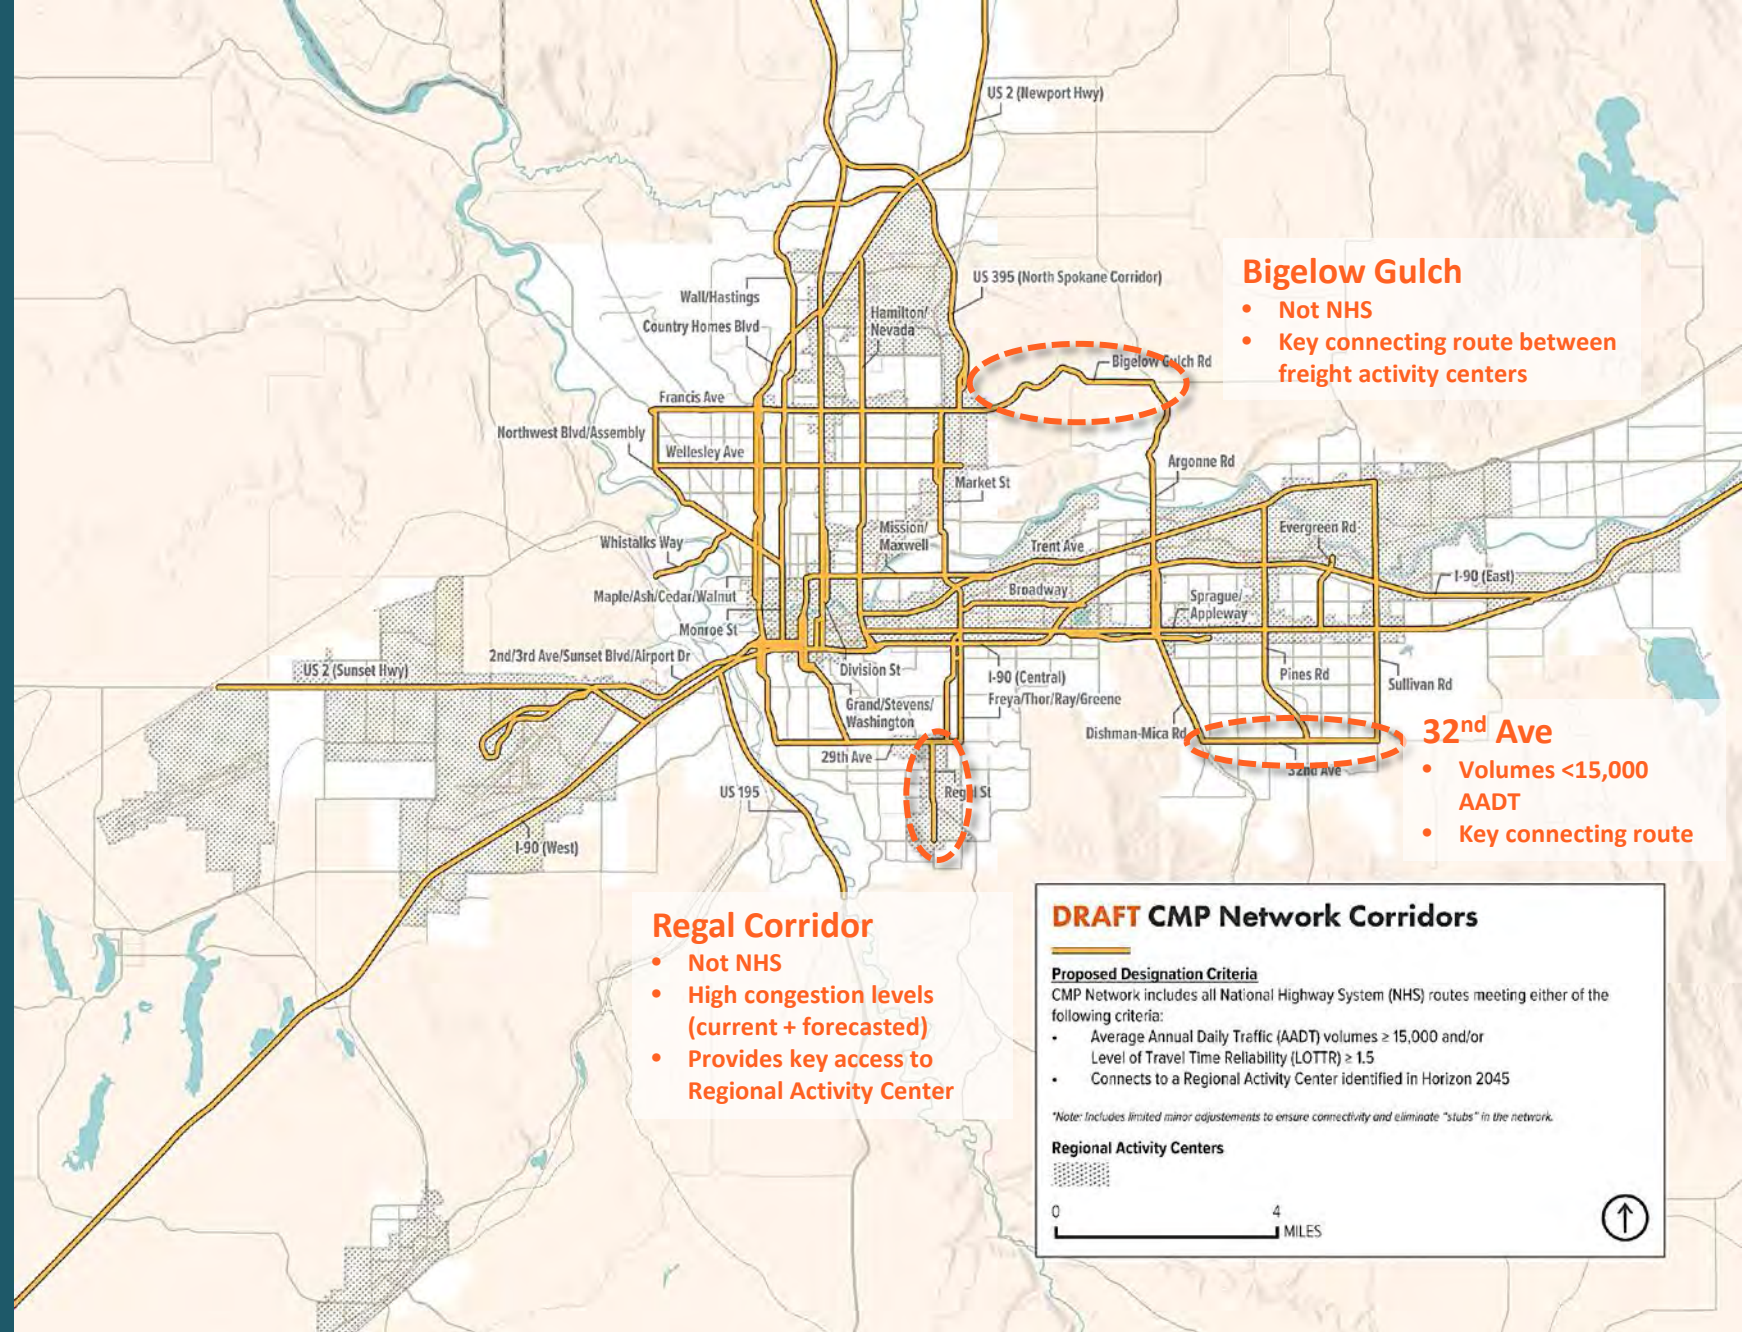 US 2 (Newport Hwy)
US 395 (North Spokane Corridor)
Wall/Hastings
Country Homes Blvd
Hamilton/
Nevada
Bigelow Gulch Rd
Francis Ave
Northwest Blvd/Assembly
Wellesley Ave
Argonne Rd
Market St
Mission/
Maxwell
Evergreen Rd
Whistalks Way
Trent Ave
I-90 (East)
Maple/Ash/Cedar/Walnut
Broadway
Sprague/
Appleway
Monroe St
2nd/3rd Ave/Sunset Blvd/Airport Dr
US 2 (Sunset Hwy)
Division St
I-90 (Central)
Pines Rd
Sullivan Rd
Grand/Stevens/
Washington
Freya/Thor/Ray/Greene
Dishman-Mica Rd
29th Ave
32nd Ave
US 195
Regal St
I-90 (West)
Bigelow Gulch
• Not NHS
• Key connecting route between
freight activity centers
32nd Ave
• Volumes <15,000
AADT
• Key connecting route
Regal Corridor
• Not NHS
• High congestion levels
(current + forecasted)
• Provides key access to
Regional Activity Center
DRAFT CMP Network Corridors
Proposed Designation Criteria
CMP Network includes all National Highway System (NHS) routes meeting either of the
following criteria:
• Average Annual Daily Traffic (AADT) volumes ≥ 15,000 and/or
Level of Travel Time Reliability (LOTTR) ≥ 1.5
• Connects to a Regional Activity Center identified in Horizon 2045
*Note: Includes limited minor adjustements to ensure connectivity and eliminate "stubs" in the network.
Regional Activity Centers
0 4
MILES